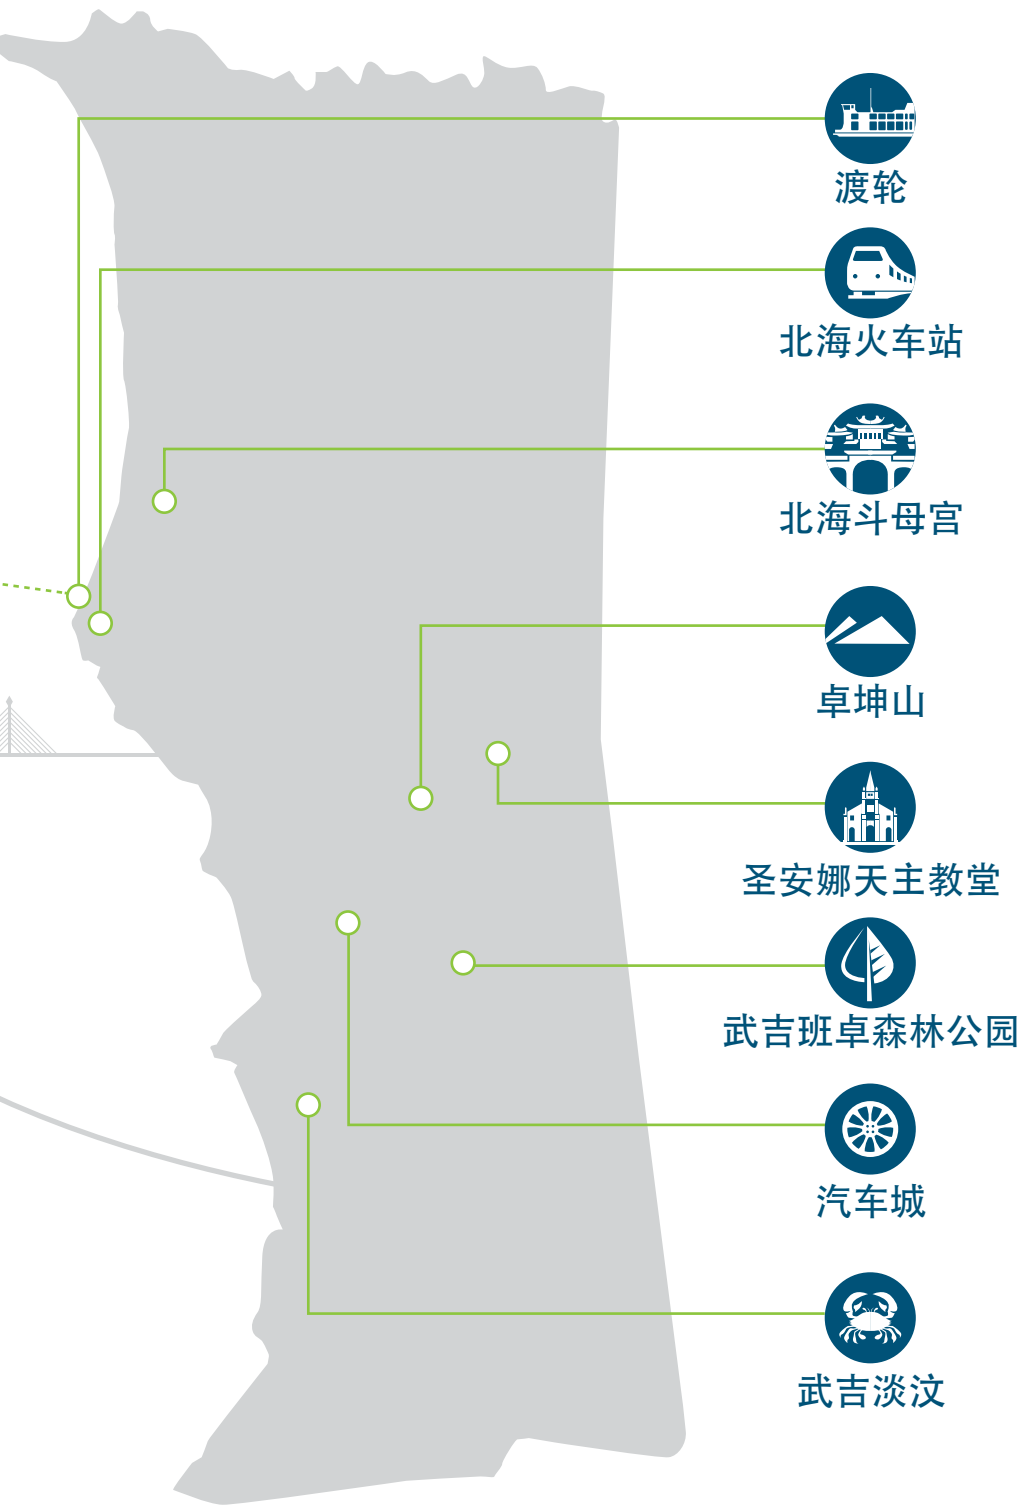 渡轮
北海火车站
北海斗母宫
卓坤山
圣安娜天主教堂
武吉班卓森林公园
汽车城
武吉淡汶